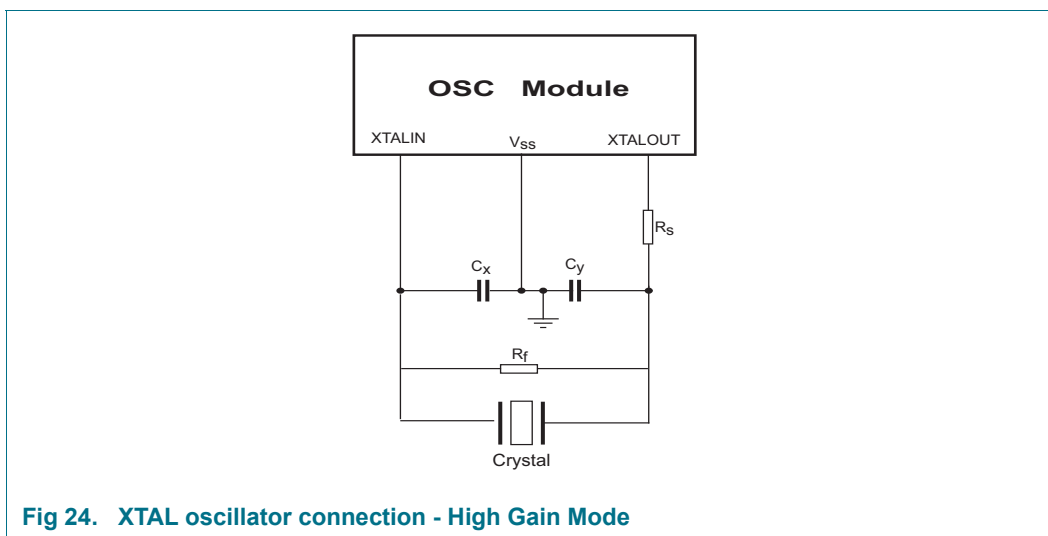 OSC Module
XTALIN
Vss
XTALOUT
Rs
Cx
Cy
Rf
Crystal
Fig 24. XTAL oscillator connection - High Gain Mode